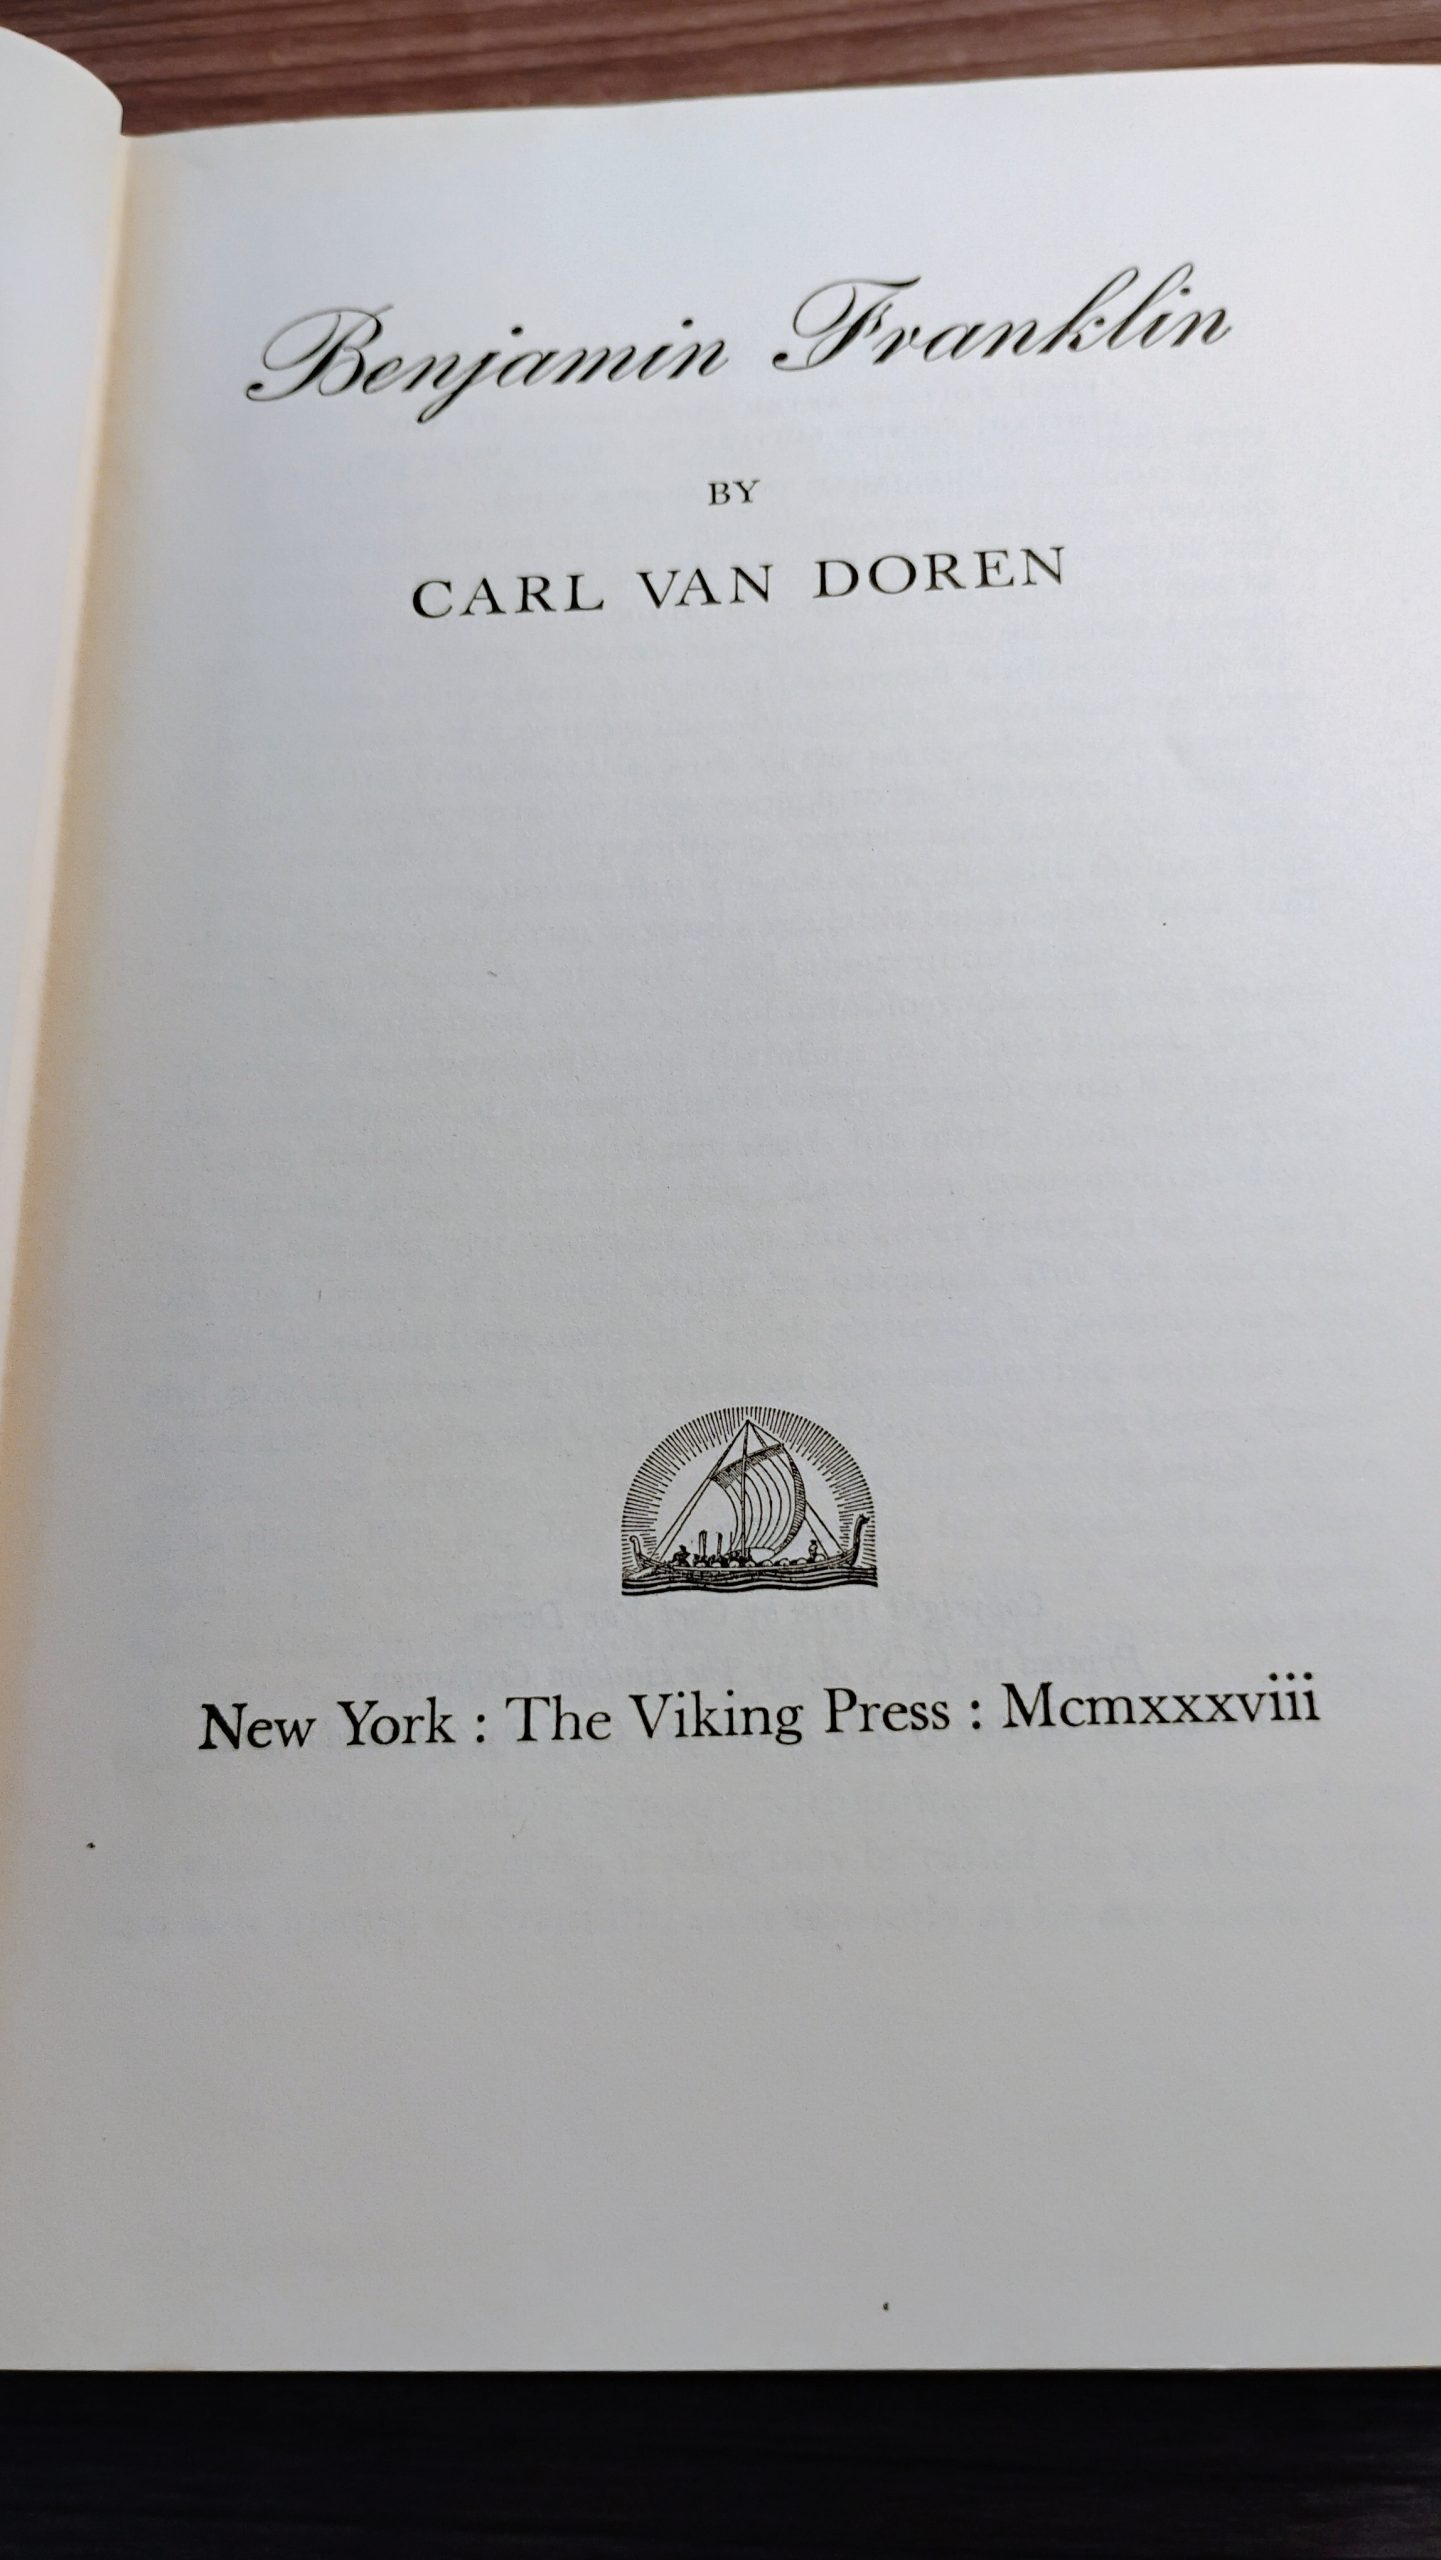 Benjamin Franklin
BY
CARL VAN DOREN
New York : The Viking Press : Mcmxxxviii